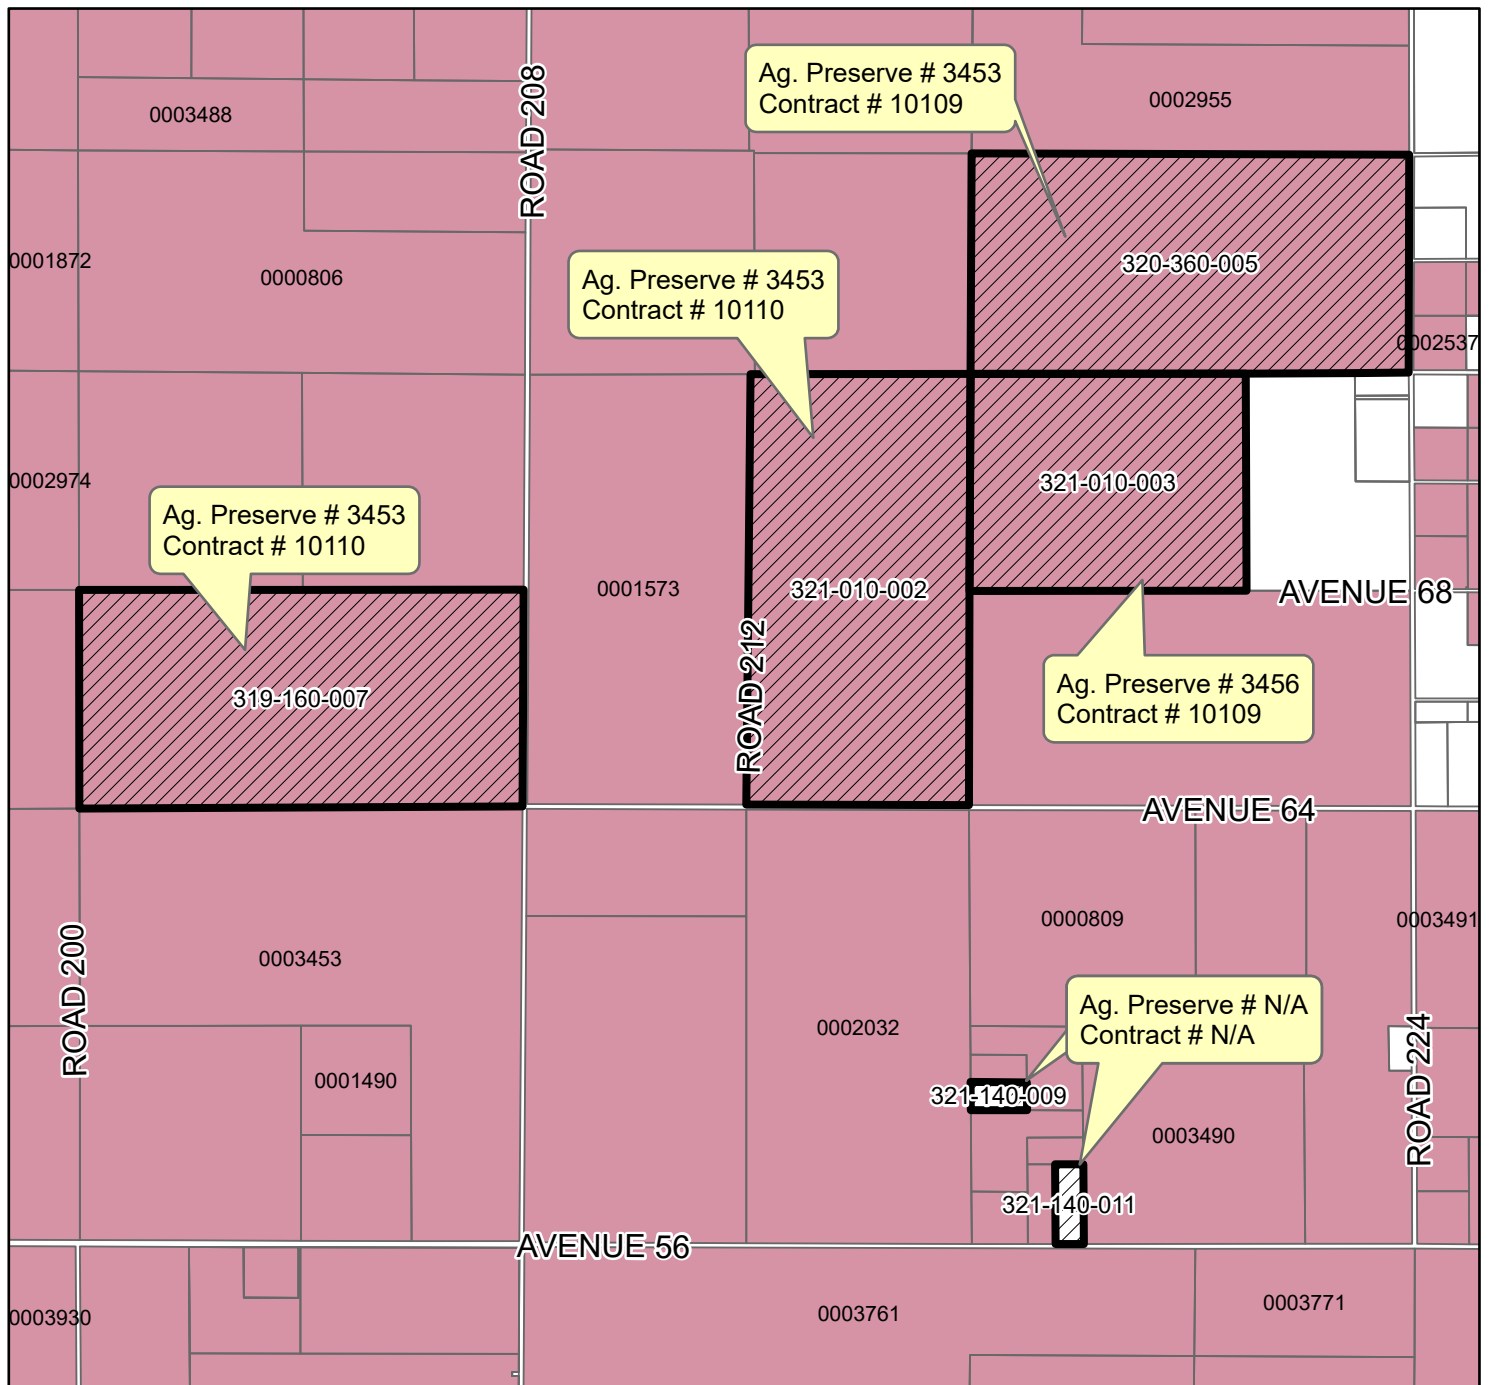 Ag. Preserve # 3453
Contract # 10109
0002955
0003488
ROAD 208
0001872
0000806
320-360-005
Ag. Preserve # 3453
Contract # 10110
0002537
0002974
321-010-003
Ag. Preserve # 3453
Contract # 10110
0001573
321-010-002
AVENUE 68
ROAD 212
319-160-007
Ag. Preserve # 3456
Contract # 10109
AVENUE 64
0000809
0003491
ROAD 200
0003453
Ag. Preserve # N/A
Contract # N/A
0002032
ROAD 224
0001490
321-140-009
0003490
321-140-011
AVENUE 56
0003930
0003761
0003771